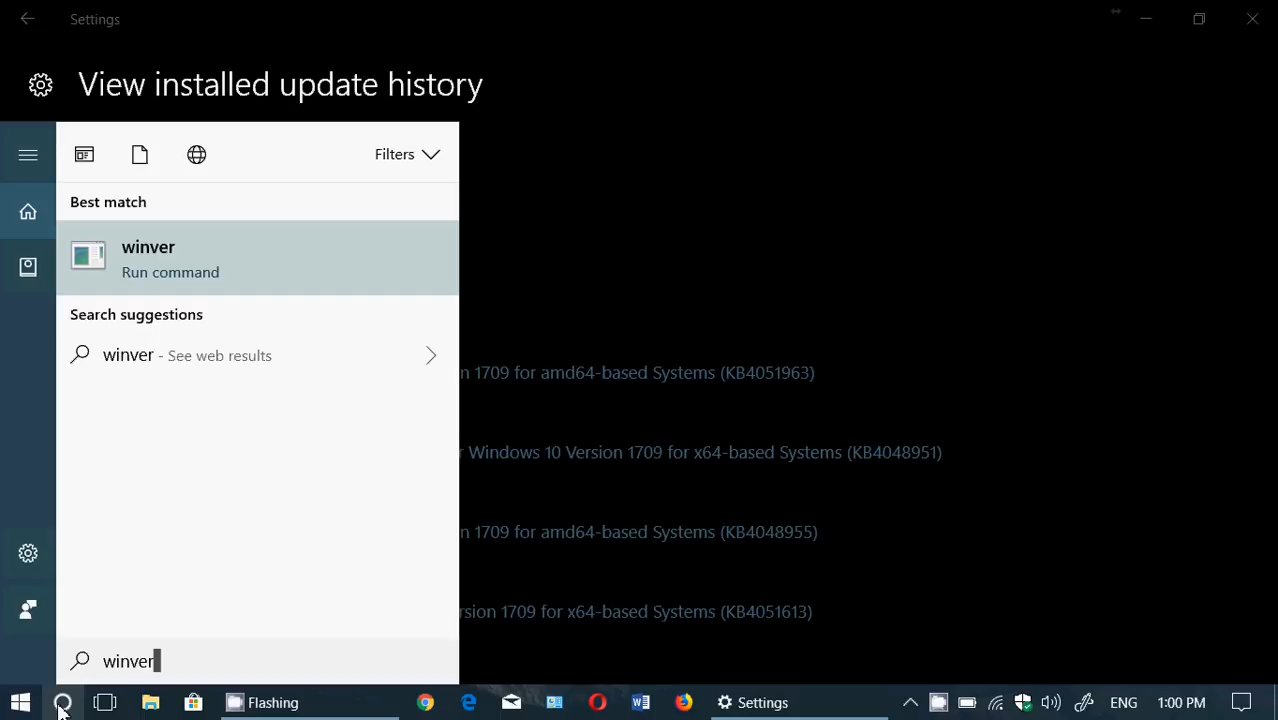 Settings
View installed update history
Filters
Best match
winver
Run command
Search suggestions
winver - See web results
n 1709 for amd64-based Systems (KB4051963)
r Windows 10 Version 1709 for x64-based Systems (KB4048951)
n 1709 for amd64-based Systems (KB4048955)
rsion 1709 for x64-based Systems (KB4051613)
winver
Flashing
Settings
ENG
1:00 PM